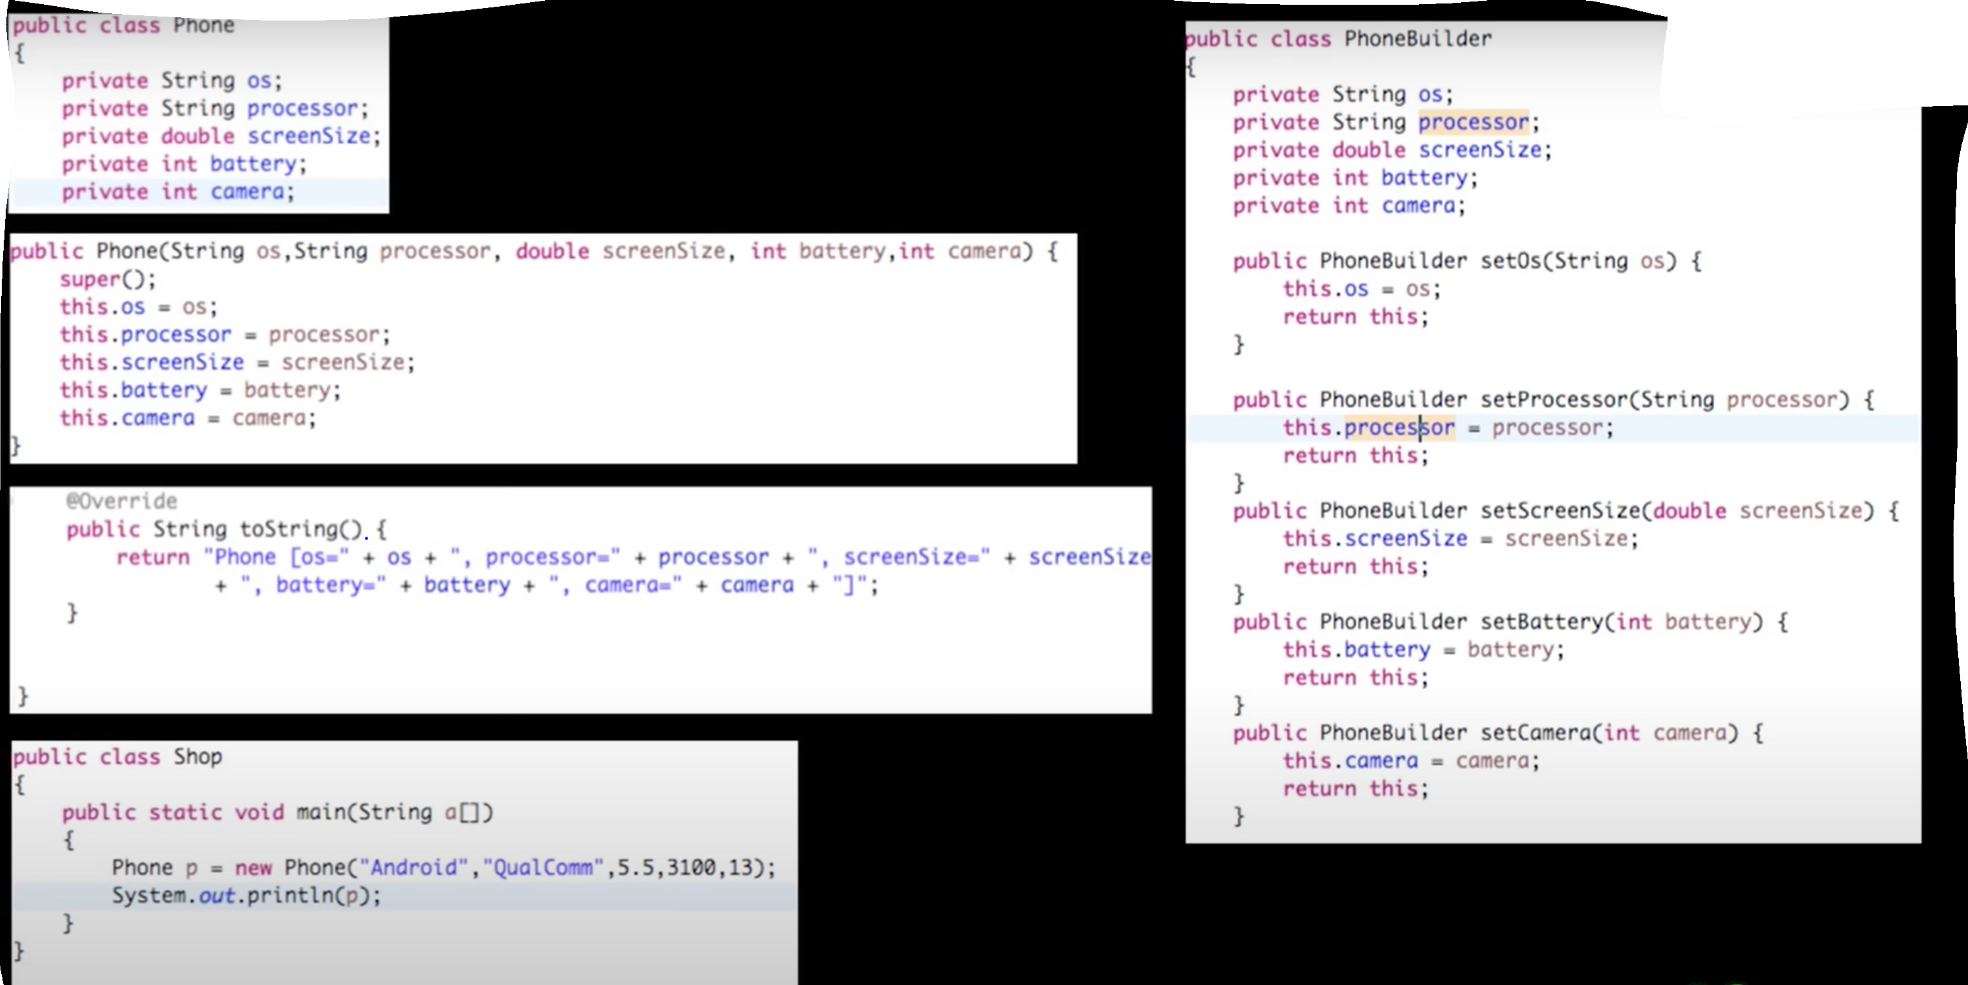 public class Phone
{
private String os;
private String processor;
private double screenSize;
private int battery;
private int camera;
public Phone(String os,String processor, double screenSize, int battery,int camera) {
super();
this.os = os;
this.processor = processor;
this.screenSize = screenSize;
this.battery = battery;
this.camera = camera;
}
@Override
public String toString() {
return "Phone [os=" + os + ", processor=" + processor + ", screenSize=" + screenSize
+ ", battery=" + battery + ", camera=" + camera + "]";
}
}
public class Shop
{
public static void main(String a[])
{
Phone p = new Phone("Android","QualComm",5.5,3100,13);
System.out.println(p);
}
}
public class PhoneBuilder
{
private String os;
private String processor;
private double screenSize;
private int battery;
private int camera;
public PhoneBuilder setOs(String os) {
this.os = os;
return this;
}
public PhoneBuilder setProcessor(String processor) {
this.processor = processor;
return this;
}
public PhoneBuilder setScreenSize(double screenSize) {
this.screenSize = screenSize;
return this;
}
public PhoneBuilder setBattery(int battery) {
this.battery = battery;
return this;
}
public PhoneBuilder setCamera(int camera) {
this.camera = camera;
return this;
}